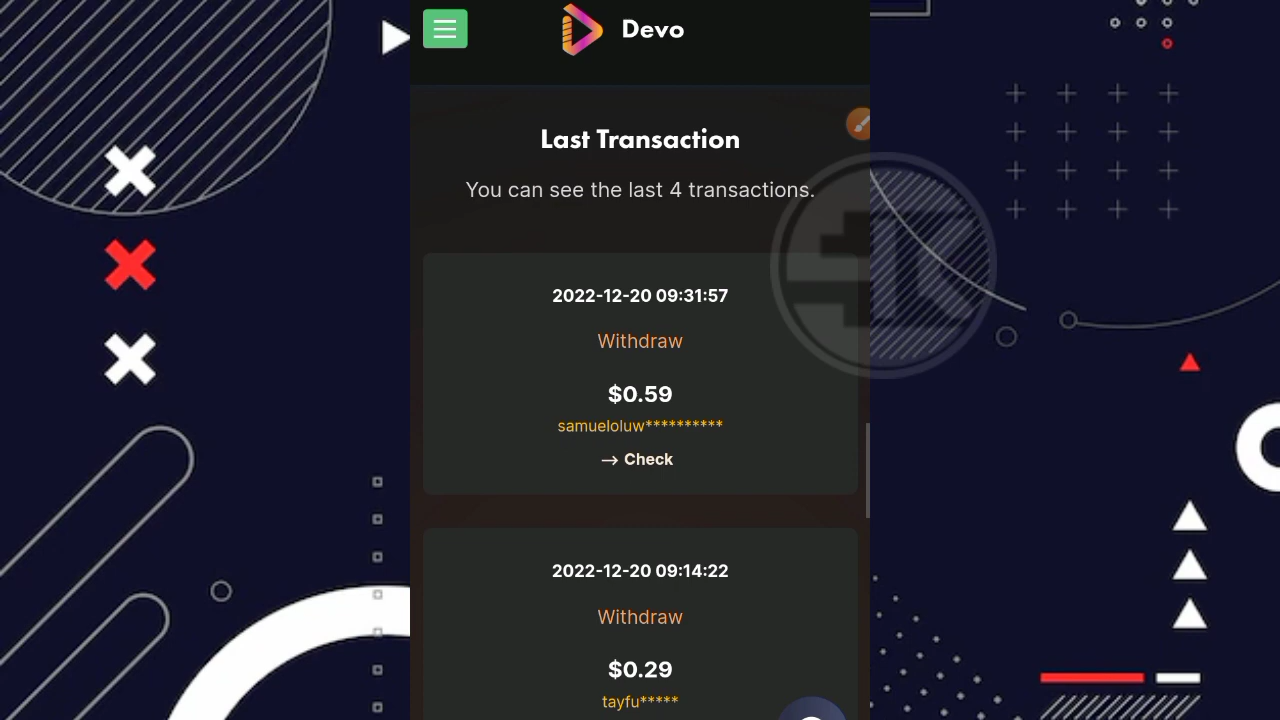 Devo
Last Transaction
You can see the last 4 transactions.
2022-12-20 09:31:57
Withdraw
$0.59
samueloluw**********
→ Check
2022-12-20 09:14:22
Withdraw
$0.29
tayfu*****